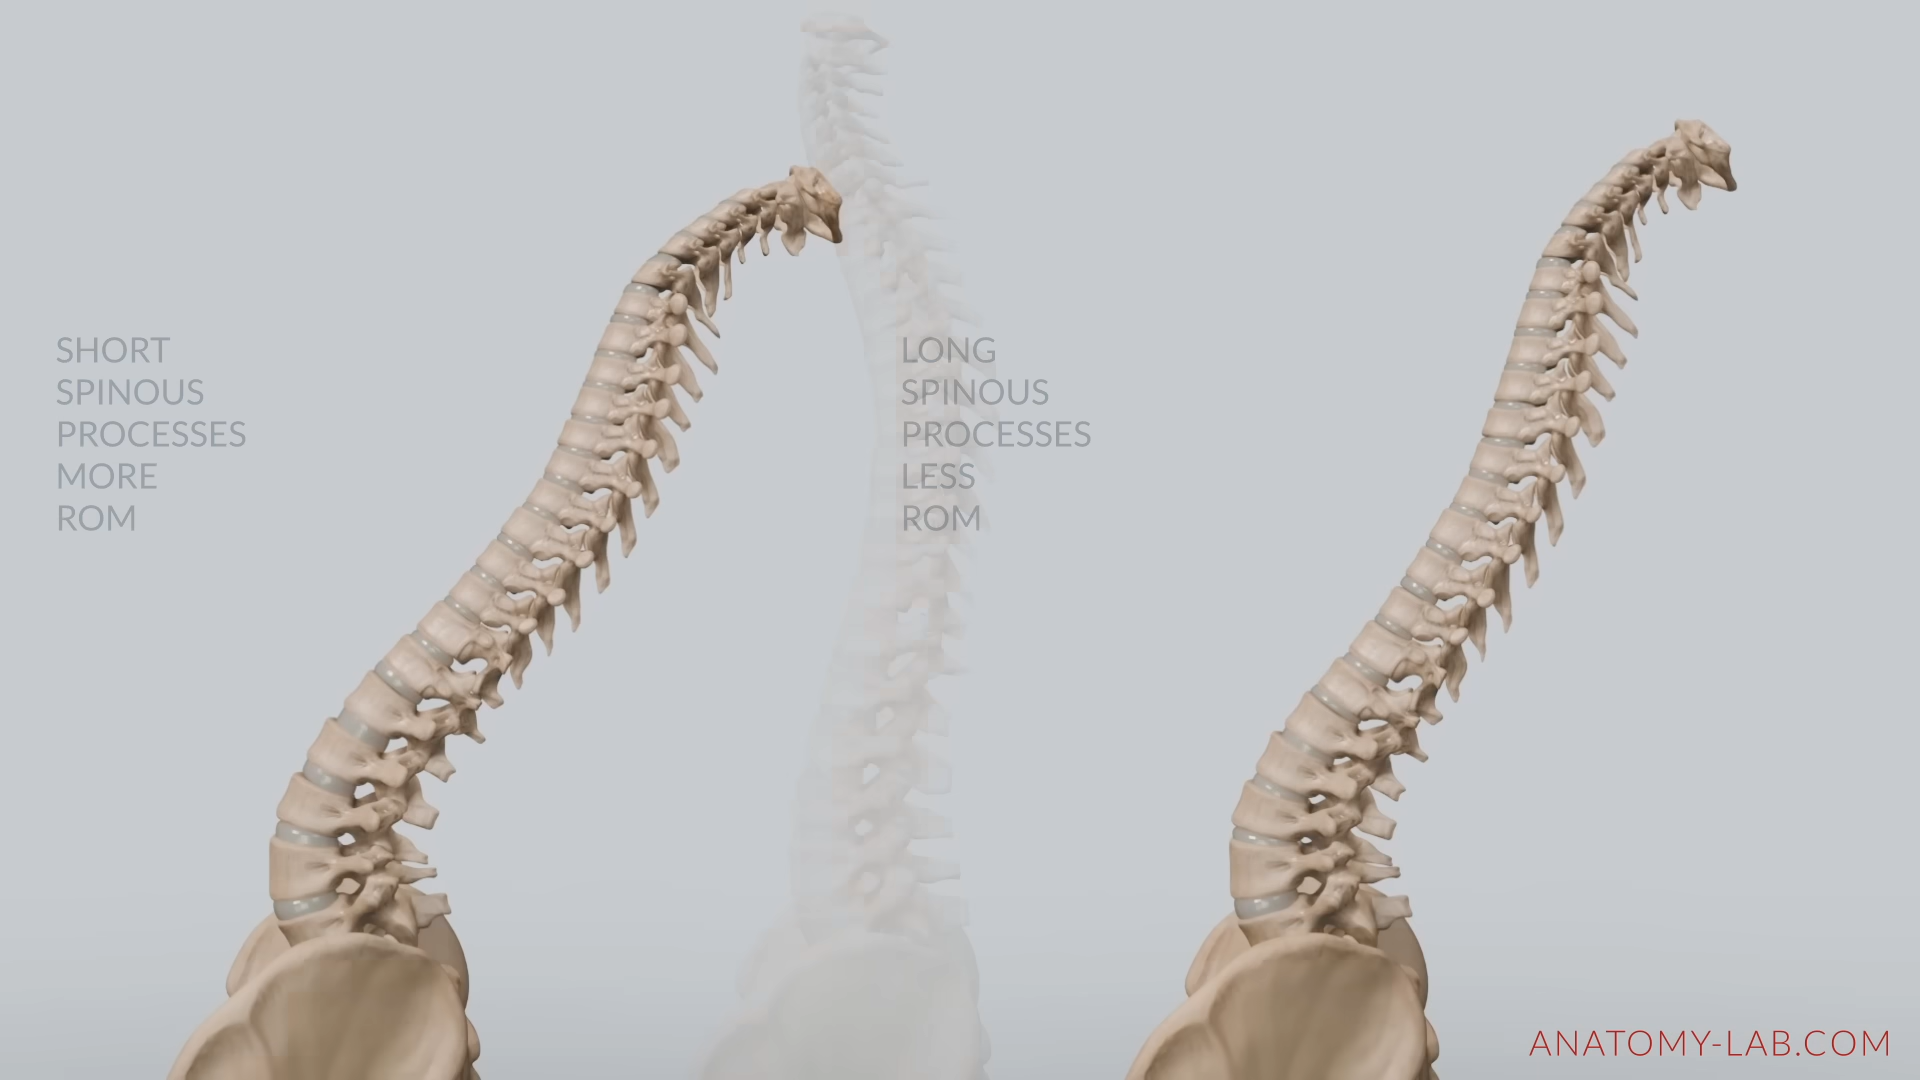 SHORT
SPINOUS
PROCESSES
MORE
ROM
LONG
SPINOUS
PROCESSES
LESS
ROM
ANATOMY-LAB.COM